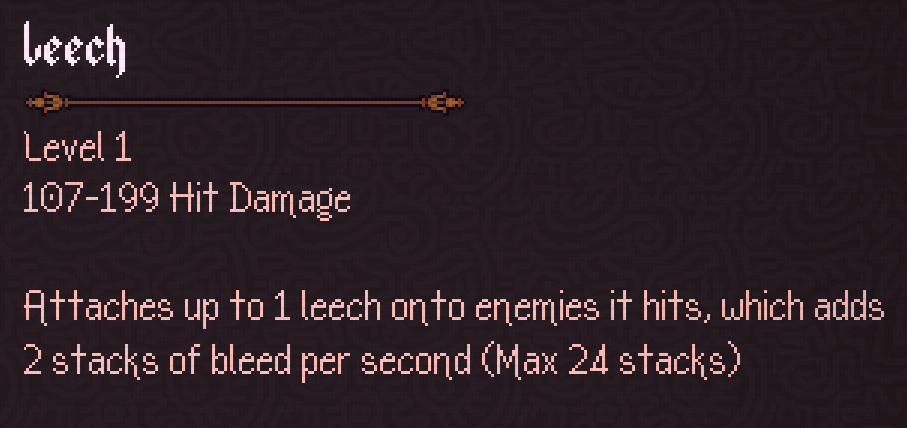 Leech
Level 1
107-199 Hit Damage
Attaches up to 1 leech onto enemies it hits, which adds
2 stacks of bleed per second (Max 24 stacks)